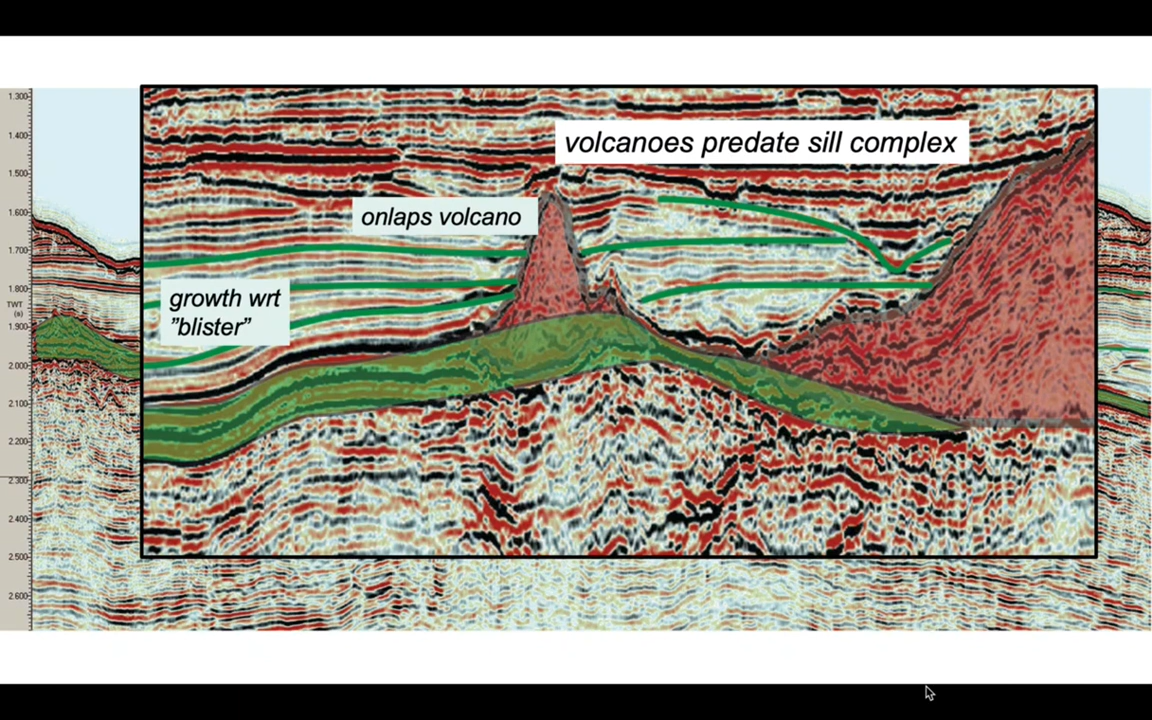 volcanoes predate sill complex
onlaps volcano
growth wrt
”blister”
1.300
1.400
1.500
1.600
1.700
1.800
TWT
(s)
1.900
2.000
2.100
2.200
2.300
2.400
2.500
2.600